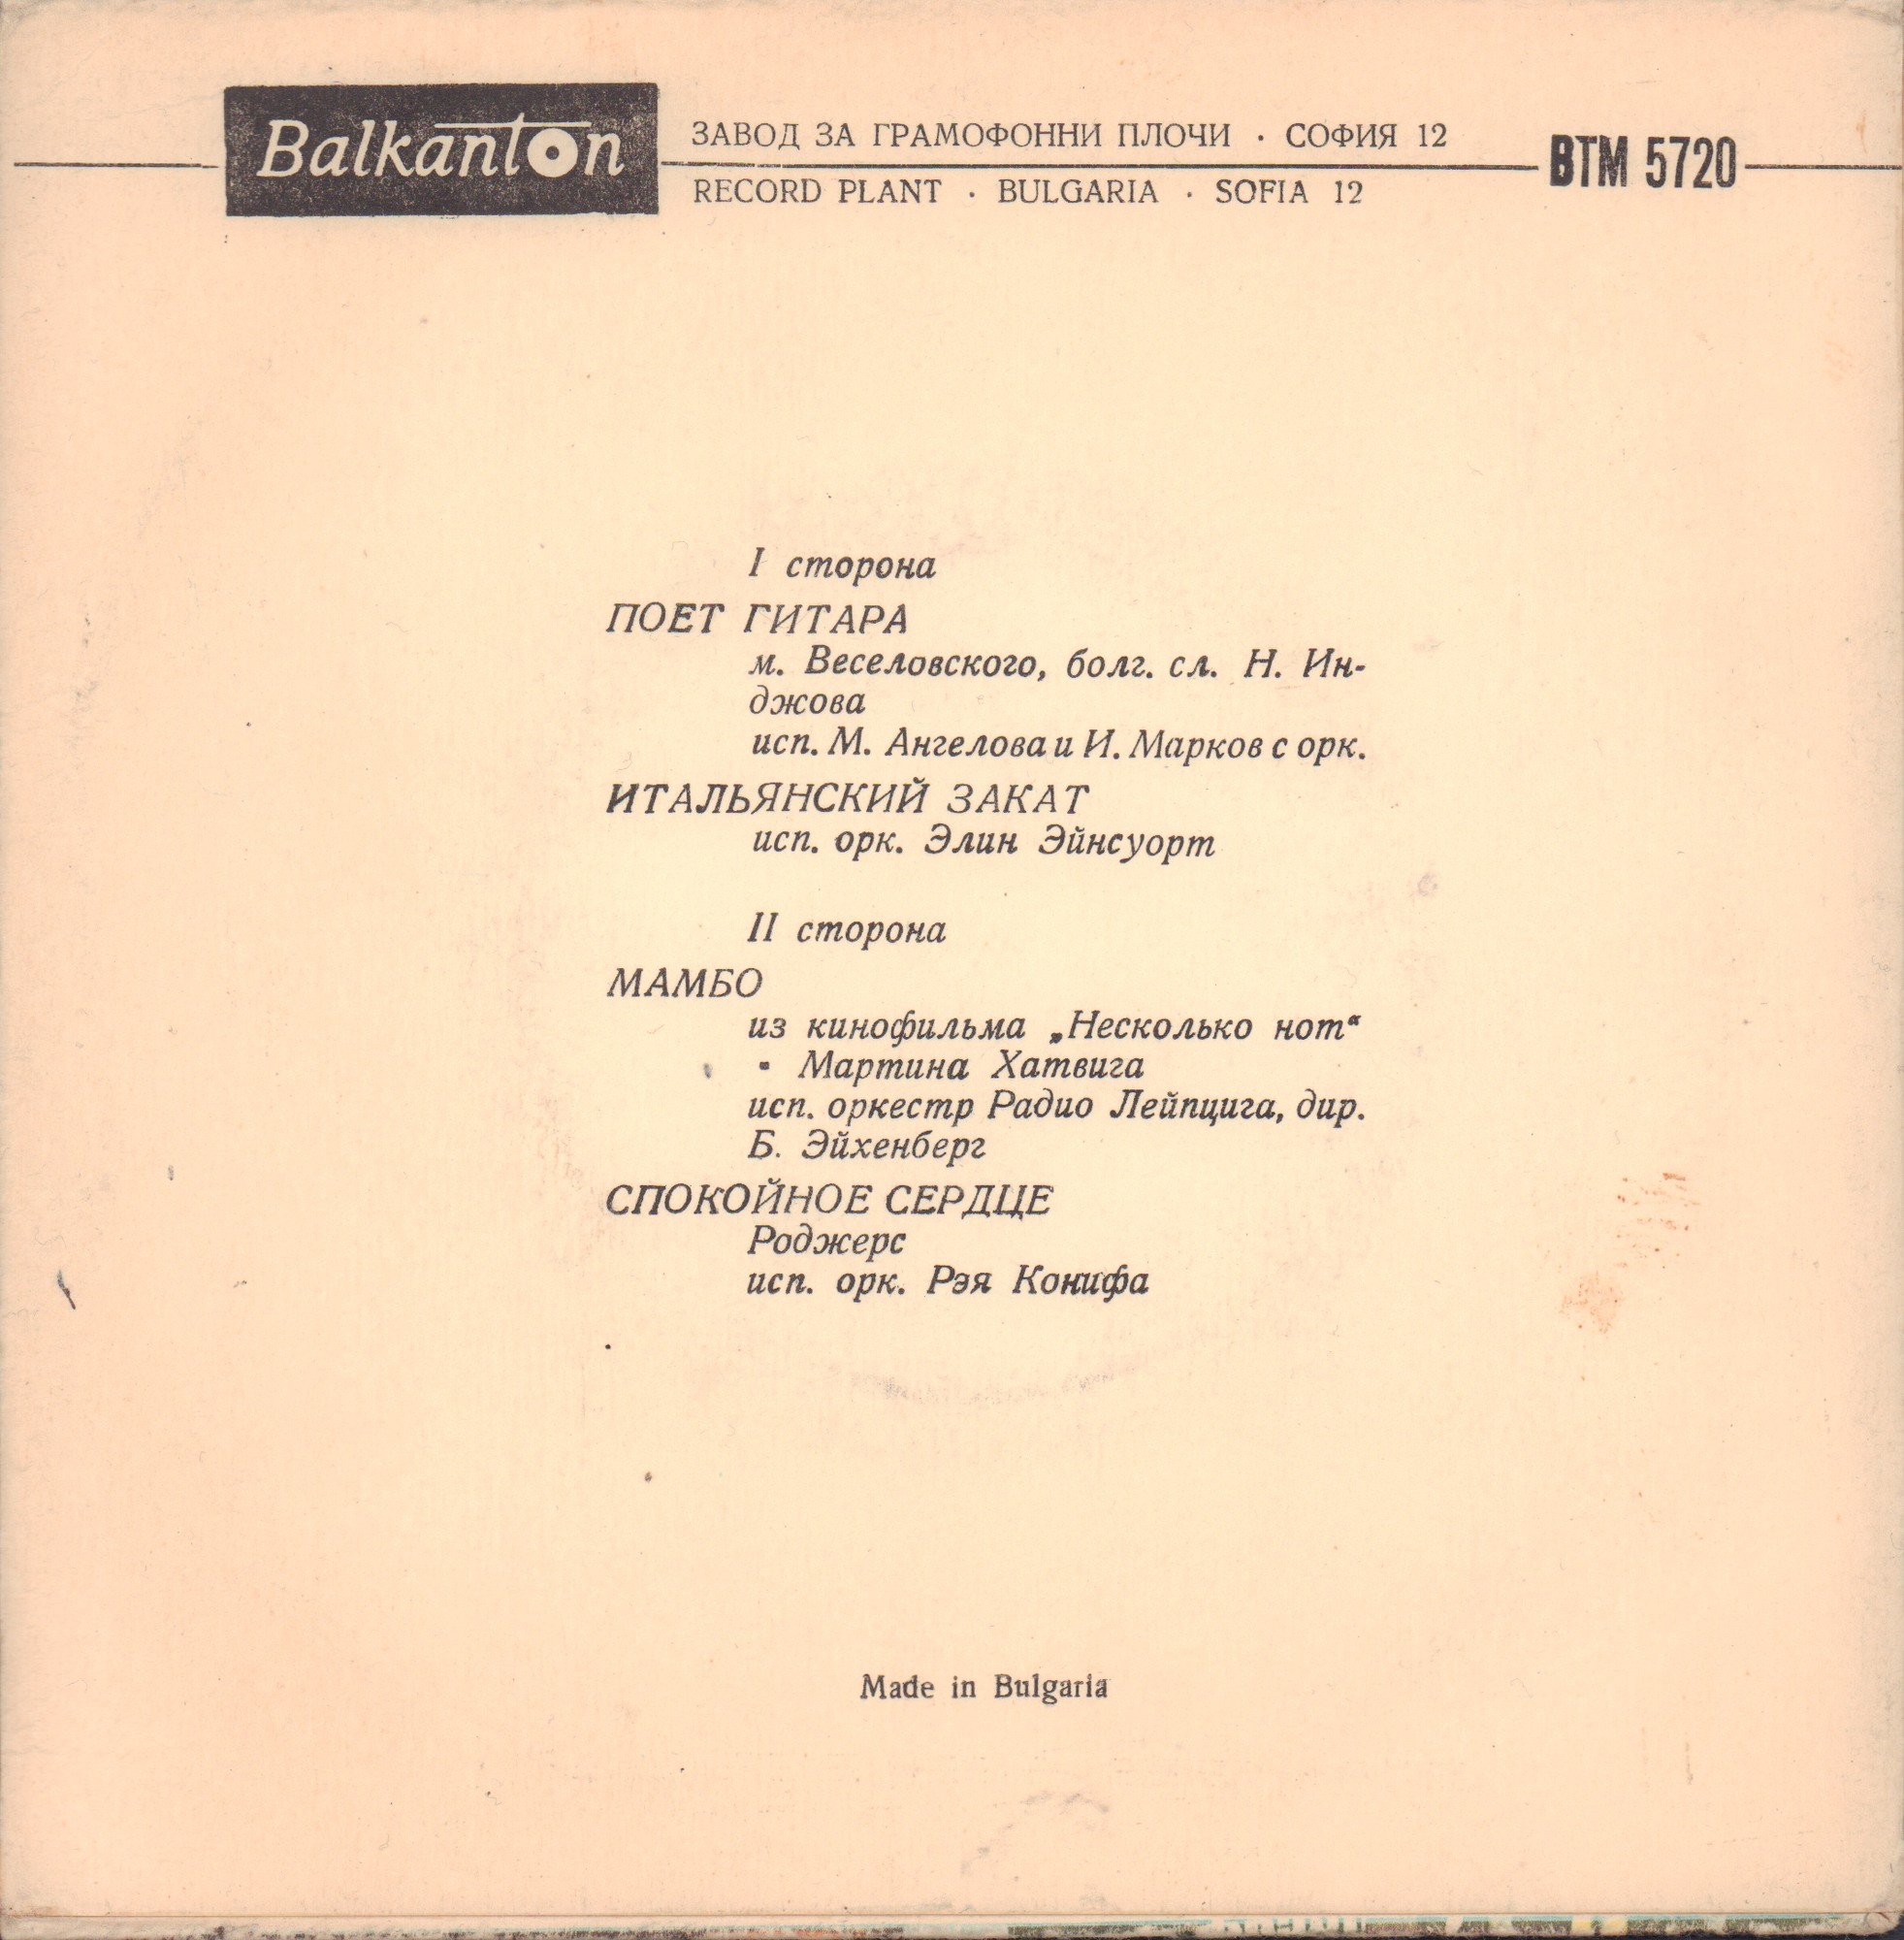 Balkanton
ЗАВОД ЗА ГРАМОФОННИ ПЛОЧИ · СОФИЯ 12
RECORD PLANT · BULGARIA · SOFIA 12
ВТМ 5720
I сторона
ПОЕТ ГИТАРА
м. Веселовского, болг. сл. Н. Ин-
джова
исп. М. Ангелова и И. Марков с орк.
ИТАЛЬЯНСКИЙ ЗАКАТ
исп. орк. Элин Эйнсуорт
II сторона
МАМБО
из кинофильма „Несколько нот“
- Мартина Хатвига
исп. оркестр Радио Лейпцига, дир.
Б. Эйхенберг
СПОКОЙНОЕ СЕРДЦЕ
Роджерс
исп. орк. Рэя Конифа
Made in Bulgaria